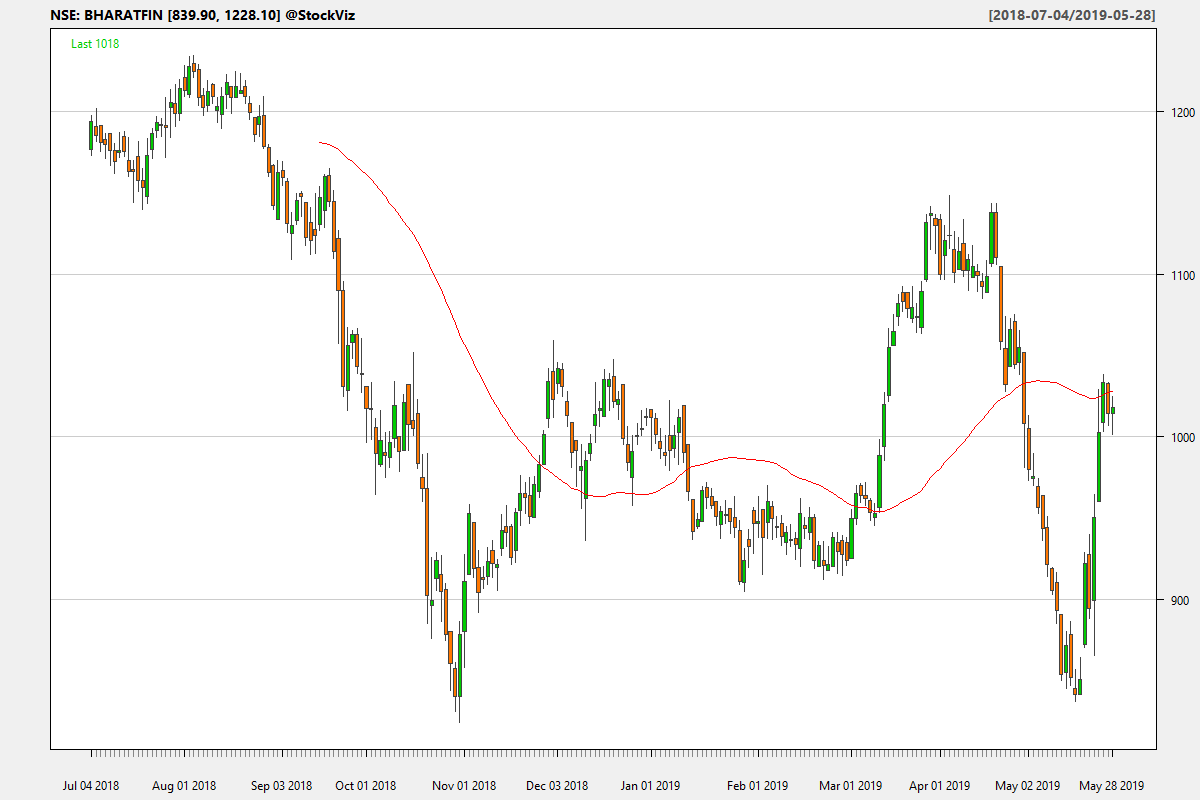 NSE: BHARATFIN [839.90, 1228.10] @StockViz [2018-07-04/2019-05-28]
Last 1018
1200
1100
1000
900
Jul 04 2018 Aug 01 2018 Sep 03 2018 Oct 01 2018 Nov 01 2018 Dec 03 2018 Jan 01 2019 Feb 01 2019 Mar 01 2019 Apr 01 2019 May 02 2019 May 28 2019